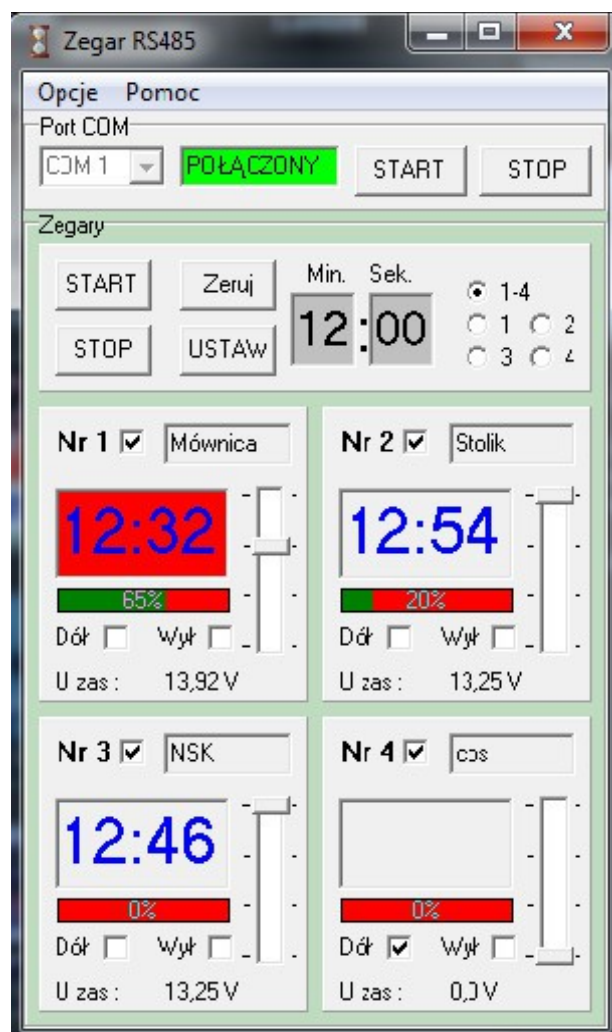 Zegar RS485
Opcje Pomoc
Port COM
COM 1 POŁĄCZONY START STOP
Zegary
START Zeruj Min. Sek. 1-4
12:00 1 2
STOP USTAW 3 4
Nr 1 Mównica Nr 2 Stolik
12:32 12:54
65% 20%
Dół Wył Dół Wył
U zas : 13,92 V U zas : 13,25 V
Nr 3 NSK Nr 4 cos
12:46
0% 0%
Dół Wył Dół Wył
U zas : 13,25 V U zas : 0,0 V